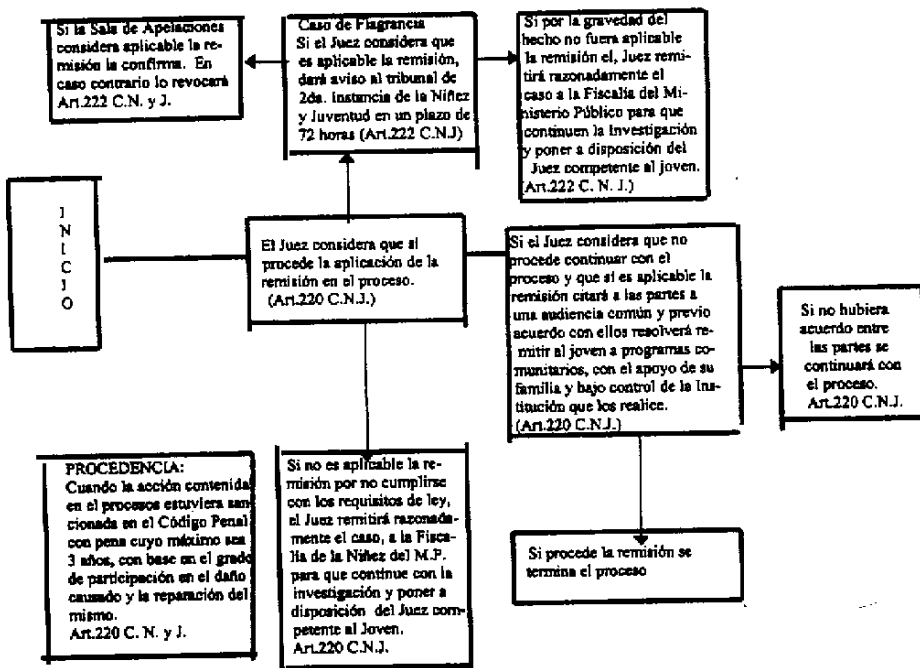 Si la Sala de Apelaciones
considera aplicable la re-
misión la confirma. En
caso contrario lo revocará
Art.222 C.N. y J.
Caso de Flagrancia
Si el Juez considera que
es aplicable la remisión,
dará aviso al tribunal de
2da. Instancia de la Niñez
y Juventud en un plazo de
72 horas (Art.222 C.N.J)
Si por la gravedad del
hecho no fuera aplicable
la remisión el, Juez remi-
tirá razonadamente el
caso a la Fiscalía del Mi-
nisterio Público para que
continuen la Investigación
y poner a disposición del
Juez competente al joven.
(Art.222 C. N. J.)
I
N
I
C
I
O
El Juez considera que si
procede la aplicación de la
remisión en el proceso.
(Art.220 C.N.J.)
Si el Juez considera que no
procede continuar con el
proceso y que si es aplicable la
remisión citará a las partes a
una audiencia común y previo
acuerdo con ellos resolverá re-
mitir al joven a programas co-
munitarios, con el apoyo de su
familia y bajo control de la Ins-
titución que los realice.
(Art.220 C.N.J.)
Si no hubiera
acuerdo entre
las partes se
continuará con
el proceso.
Art.220 C.N.J.
PROCEDENCIA:
Cuando la acción contenida
en el procesos estuviera san-
cionada en el Código Penal
con pena cuyo máximo sea
3 años, con base en el grado
de participación en el daño
causado y la reparación del
mismo.
Art.220 C. N. y J.
Si no es aplicable la re-
misión por no cumplirse
con los requisitos de ley,
el Juez remitirá razonada-
mente el caso, a la Fisca-
lía de la Niñez del M.P.
para que continue con la
investigación y poner a
disposición del Juez com-
petente al Joven.
Art.220 C.N.J.
Si procede la remisión se
termina el proceso